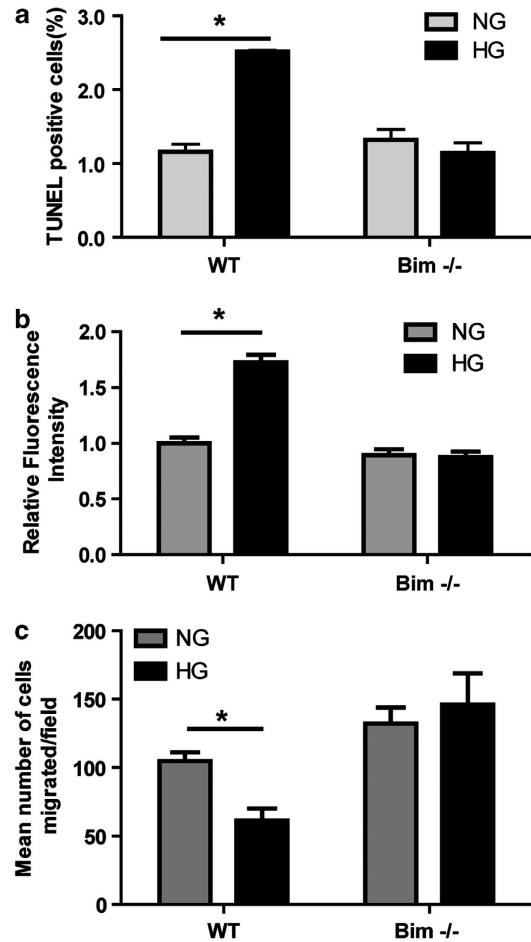 a
TUNEL positive cells(%)
3.0
2.0
1.0
0.0
*
NG
HG
WT
Bim -/-
b
Relative Fluorescence
Intensity
2.0
1.5
1.0
0.5
0.0
*
NG
HG
WT
Bim -/-
c
Mean number of cells
migrated/field
200
150
100
50
0
NG
HG
*
WT
Bim -/-